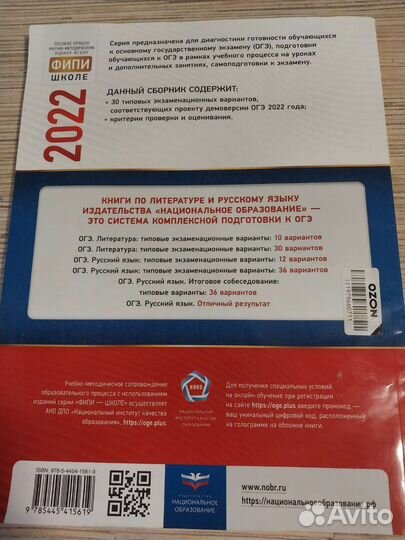 ПОСОБИЕ ПРОШЛО
НАУЧНО-МЕТОДИЧЕСКУЮ
ОЦЕНКУ ФГБНУ
ФИПИ
ШКОЛЕ
2022
Серия предназначена для диагностики готовности обучающихся
к основному государственному экзамену (ОГЭ), подготовки
обучающихся к ОГЭ в рамках учебного процесса на уроках
и дополнительных занятиях, самоподготовки к экзамену.
ДАННЫЙ СБОРНИК СОДЕРЖИТ:
• 30 типовых экзаменационных вариантов,
соответствующих проекту демоверсии ОГЭ 2022 года;
• критерии проверки и оценивания.
КНИГИ ПО ЛИТЕРАТУРЕ И РУССКОМУ ЯЗЫКУ
ИЗДАТЕЛЬСТВА «НАЦИОНАЛЬНОЕ ОБРАЗОВАНИЕ» —
ЭТО СИСТЕМА КОМПЛЕКСНОЙ ПОДГОТОВКИ К ОГЭ
ОГЭ. Литература: типовые экзаменационные варианты: 10 вариантов
ОГЭ. Литература: типовые экзаменационные варианты: 30 вариантов
ОГЭ. Русский язык: типовые экзаменационные варианты: 12 вариантов
ОГЭ. Русский язык: типовые экзаменационные варианты: 36 вариантов
ОГЭ. Русский язык. Итоговое собеседование:
типовые варианты: 36 вариантов
ОГЭ. Русский язык. Отличный результат
OZON
Учебно-методическое сопровождение
образовательного процесса с использованием
изданий серии «ФИПИ — ШКОЛЕ» осуществляет
АНО ДПО «Национальный институт качества
образования», https://oge.plus
НИКО
НАЦИОНАЛЬНЫЙ
ИНСТИТУТ КАЧЕСТВА
ОБРАЗОВАНИЯ
Для получения специальных условий
на онлайн-обучение при регистрации
на сайте https://oge.plus введите промокод —
ваш уникальный цифровой код, расположенный
на голограмме на обложке книги.
ISBN: 978-5-4454-1561-9
9 785445 415619
ИЗДАТЕЛЬСТВО
НАЦИОНАЛЬНОЕ
ОБРАЗОВАНИЕ
www.nobr.ru
https://национальноеобразование.рф
Avito